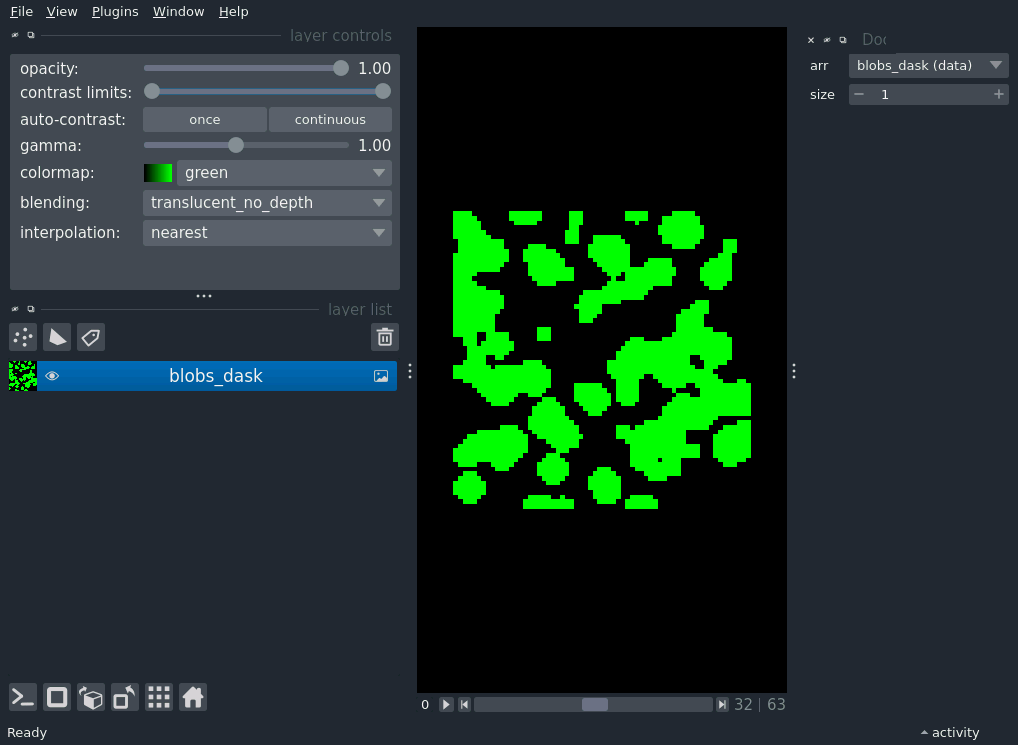 File View Plugins Window Help
layer controls
opacity: 1.00
contrast limits:
auto-contrast: once continuous
gamma: 1.00
colormap: green
blending: translucent_no_depth
interpolation: nearest
layer list
blobs_dask
arr blobs_dask (data)
size 1
0 32 | 63
Ready
activity